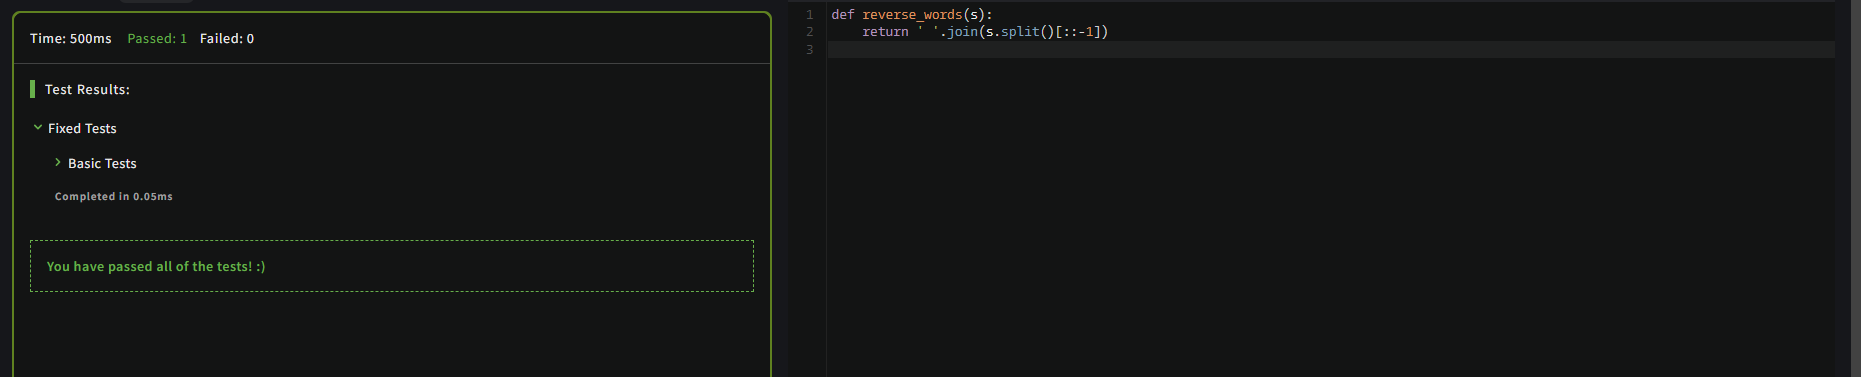 Time: 500ms Passed: 1 Failed: 0
Test Results:
Fixed Tests
Basic Tests
Completed in 0.05ms
You have passed all of the tests! :)
1 def reverse_words(s):
2     return ' '.join(s.split()[::-1])
3